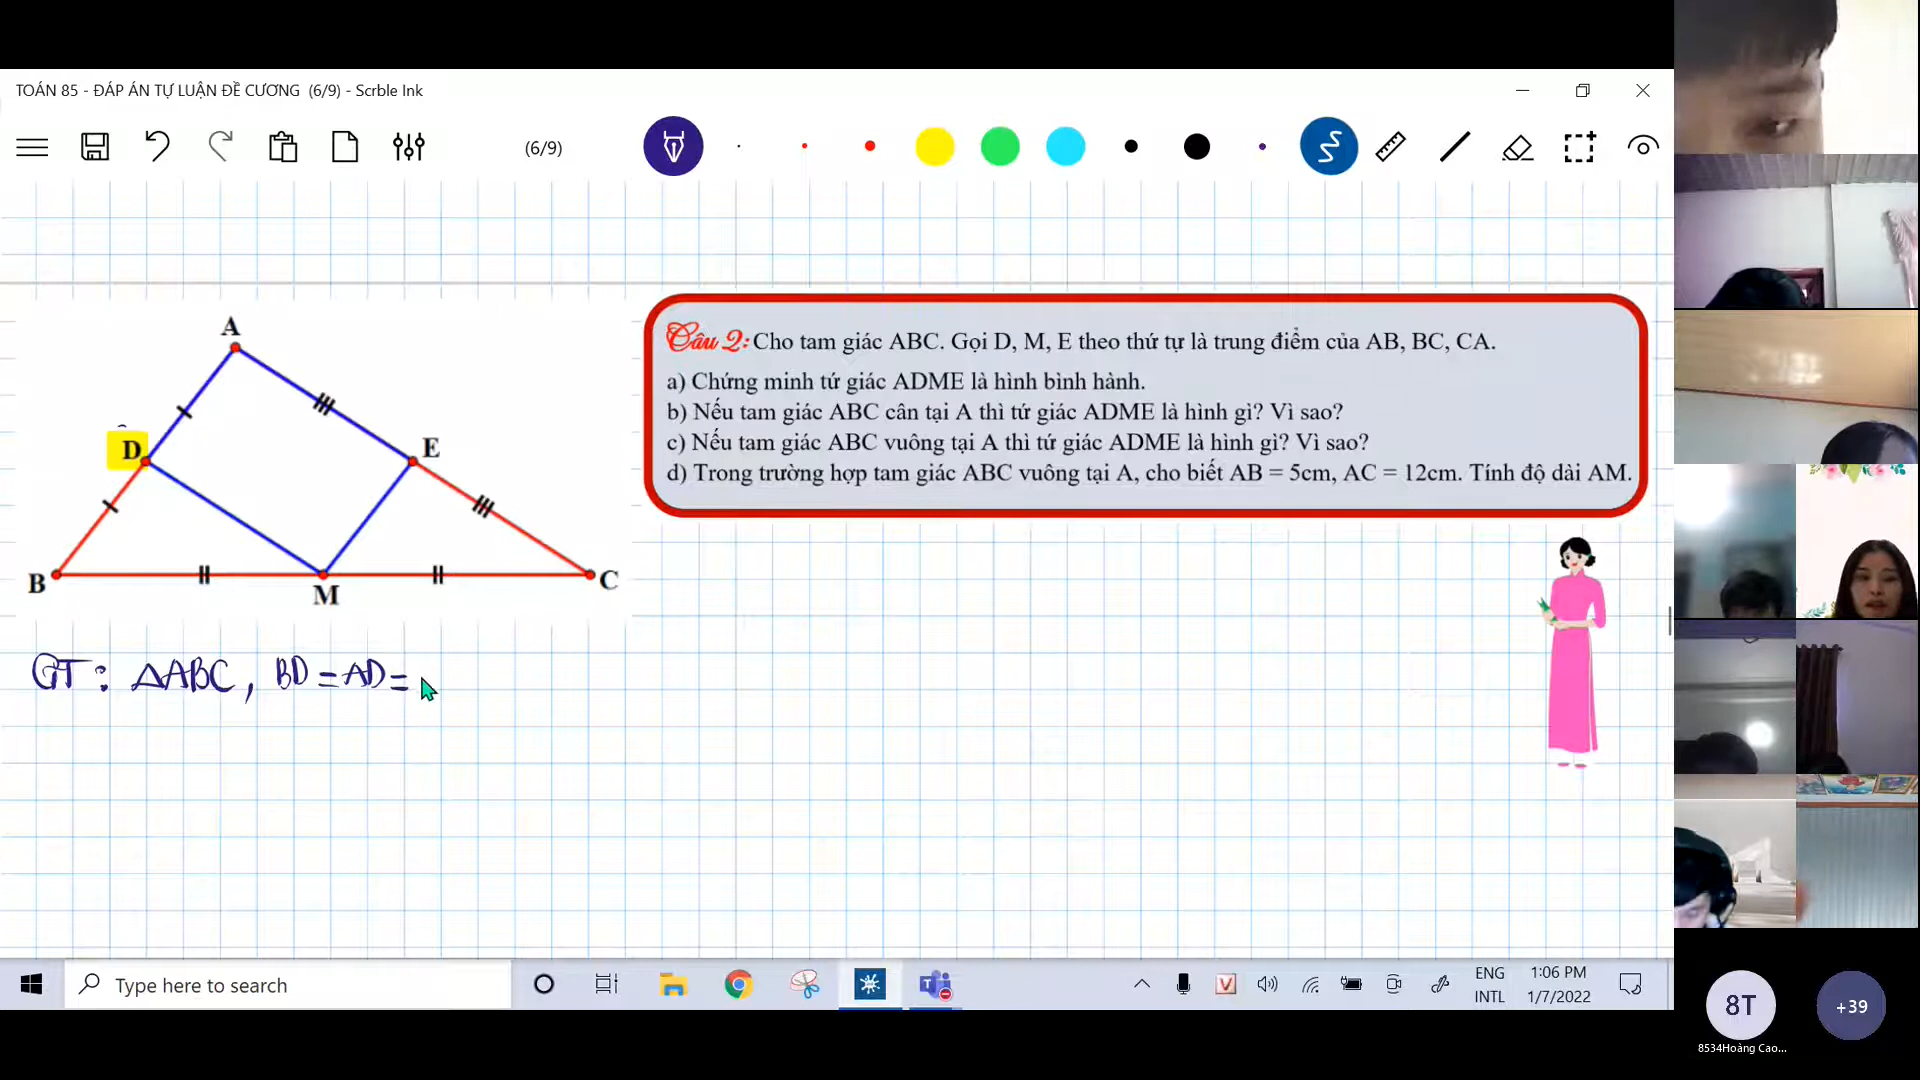 TOÁN 85 - ĐÁP ÁN TỰ LUẬN ĐỀ CƯƠNG (6/9) - Scrble Ink
(6/9)
A
D
E
B
M
C
Câu 2: Cho tam giác ABC. Gọi D, M, E theo thứ tự là trung điểm của AB, BC, CA.
a) Chứng minh tứ giác ADME là hình bình hành.
b) Nếu tam giác ABC cân tại A thì tứ giác ADME là hình gì? Vì sao?
c) Nếu tam giác ABC vuông tại A thì tứ giác ADME là hình gì? Vì sao?
d) Trong trường hợp tam giác ABC vuông tại A, cho biết AB = 5cm, AC = 12cm. Tính độ dài AM.
GT: ΔABC, BD = AD =
Type here to search
ENG
INTL
1:06 PM
1/7/2022
8T
+39
8534Hoàng Cao...